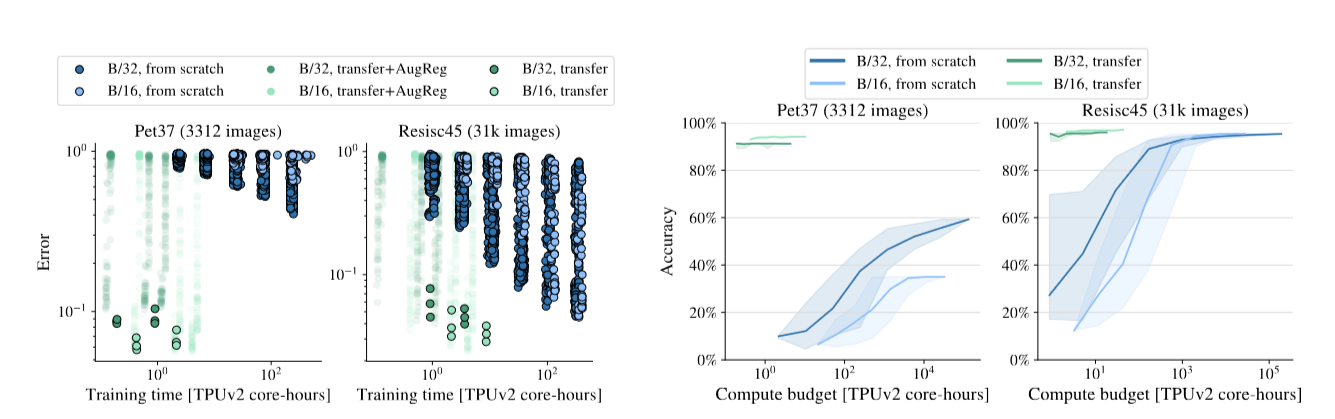 B/32, from scratch
B/32, transfer+AugReg
B/32, transfer
B/16, from scratch
B/16, transfer+AugReg
B/16, transfer
Pet37 (3312 images)
Resisc45 (31k images)
Error
10⁰
10⁻¹
10⁰
10²
Training time [TPUv2 core-hours]
10⁰
10⁻¹
10⁰
10²
Training time [TPUv2 core-hours]
B/32, from scratch
B/32, transfer
B/16, from scratch
B/16, transfer
Pet37 (3312 images)
Resisc45 (31k images)
Accuracy
100%
80%
60%
40%
20%
0%
10⁰
10²
10⁴
Compute budget [TPUv2 core-hours]
100%
80%
60%
40%
20%
0%
10¹
10³
10⁵
Compute budget [TPUv2 core-hours]